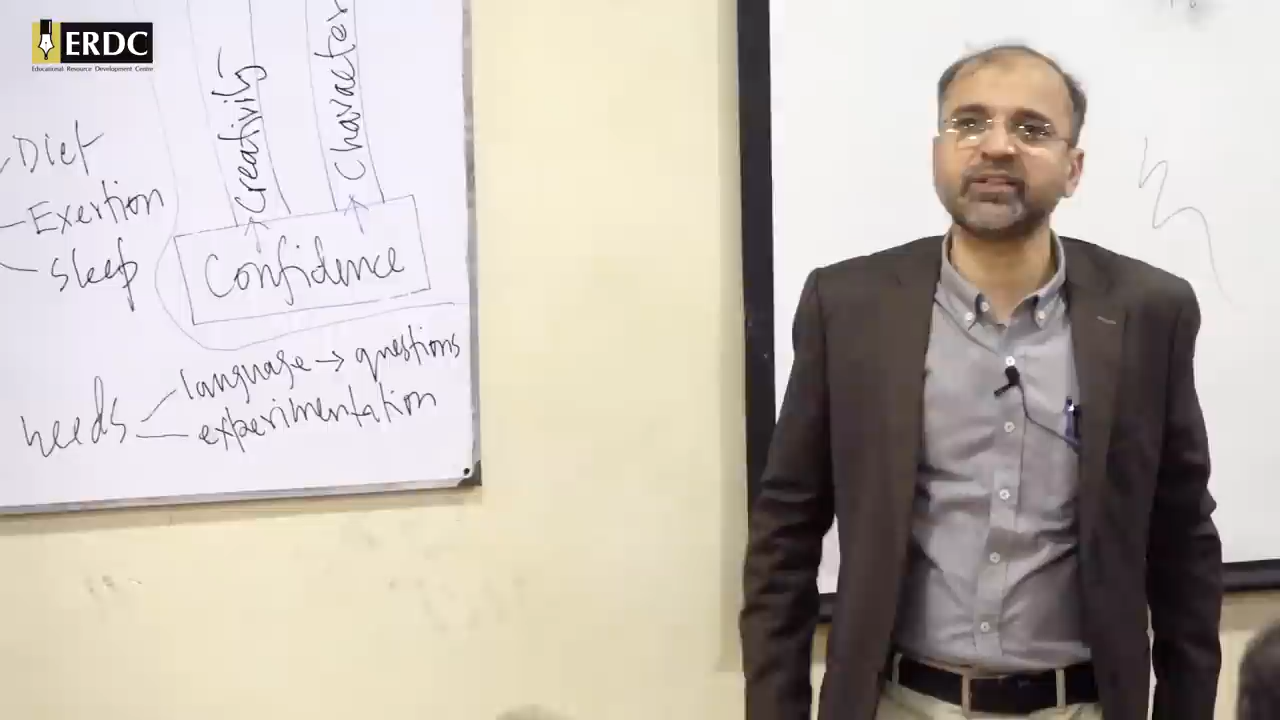 ERDC
Educational Resource Development Centre
Creativity
Character
Diet
Exertion
Sleep
Confidence
needs
language → questions
experimentation